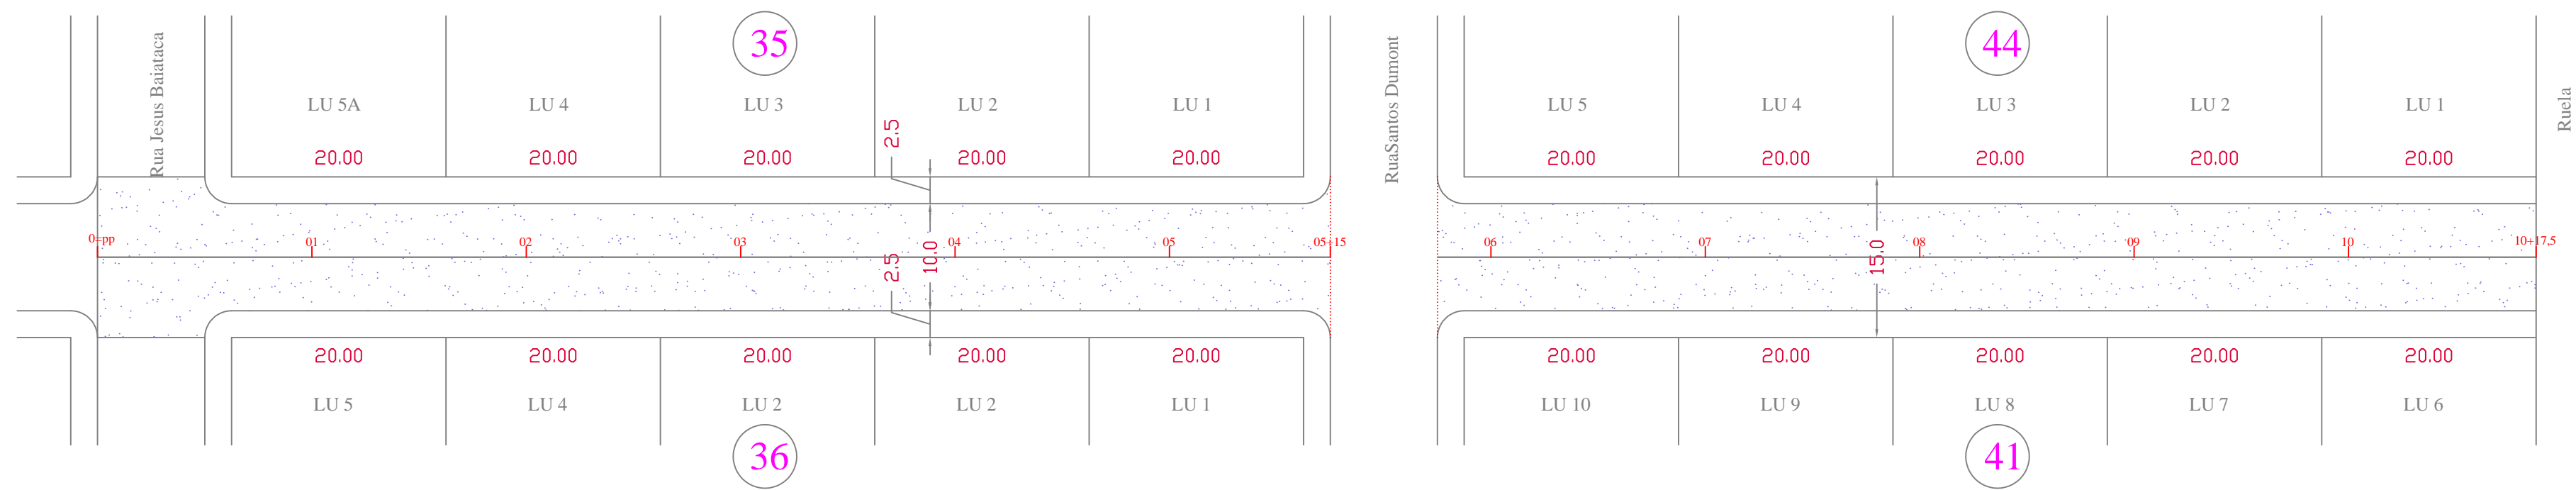 Rua Jesus Baiataca
35
RuaSantos Dumont
44
Ruela
LU 5A
LU 4
LU 3
LU 2
LU 1
LU 5
LU 4
LU 3
LU 2
LU 1
2.5
20.00
20.00
20.00
20.00
20.00
20.00
20.00
20.00
20.00
20.00
0=pp
01
02
03
04
05
05+15
06
07
08
09
10
10+17,5
2.5
10.0
15.0
20.00
20.00
20.00
20.00
20.00
20.00
20.00
20.00
20.00
20.00
LU 5
LU 4
LU 2
LU 2
LU 1
LU 10
LU 9
LU 8
LU 7
LU 6
36
41